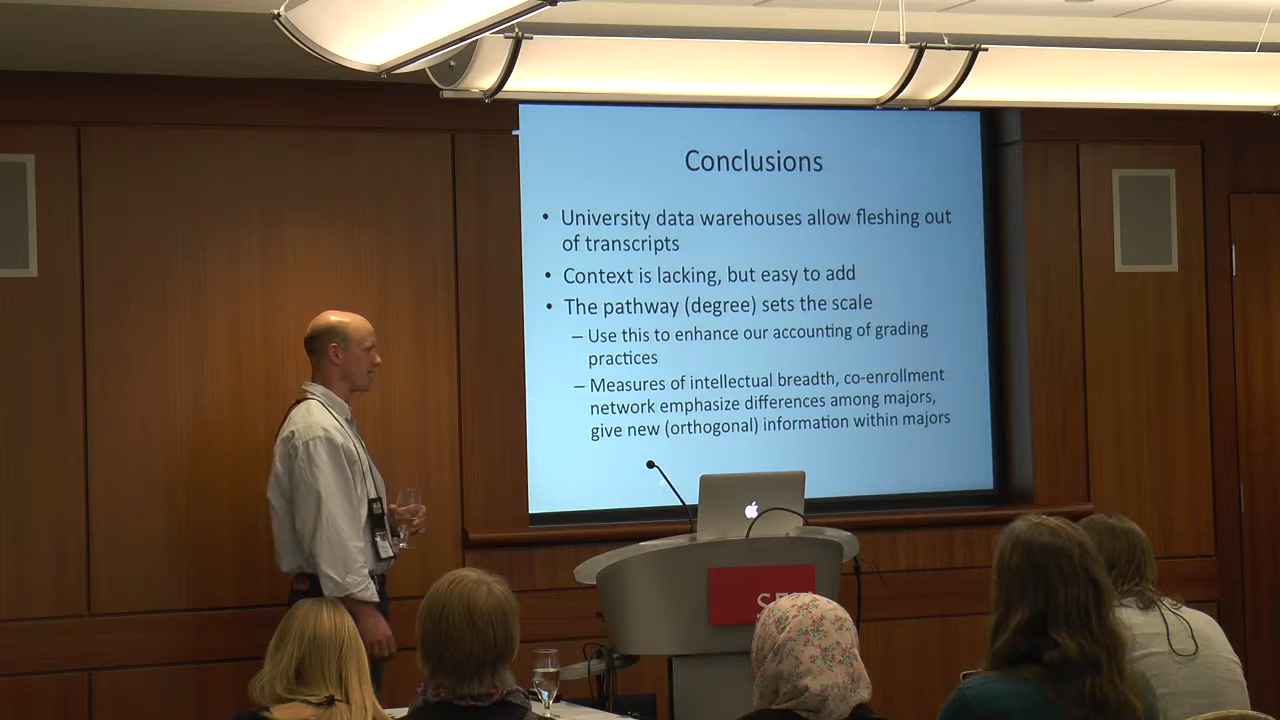 Conclusions
• University data warehouses allow fleshing out
of transcripts
• Context is lacking, but easy to add
• The pathway (degree) sets the scale
– Use this to enhance our accounting of grading
practices
– Measures of intellectual breadth, co-enrollment
network emphasize differences among majors,
give new (orthogonal) information within majors